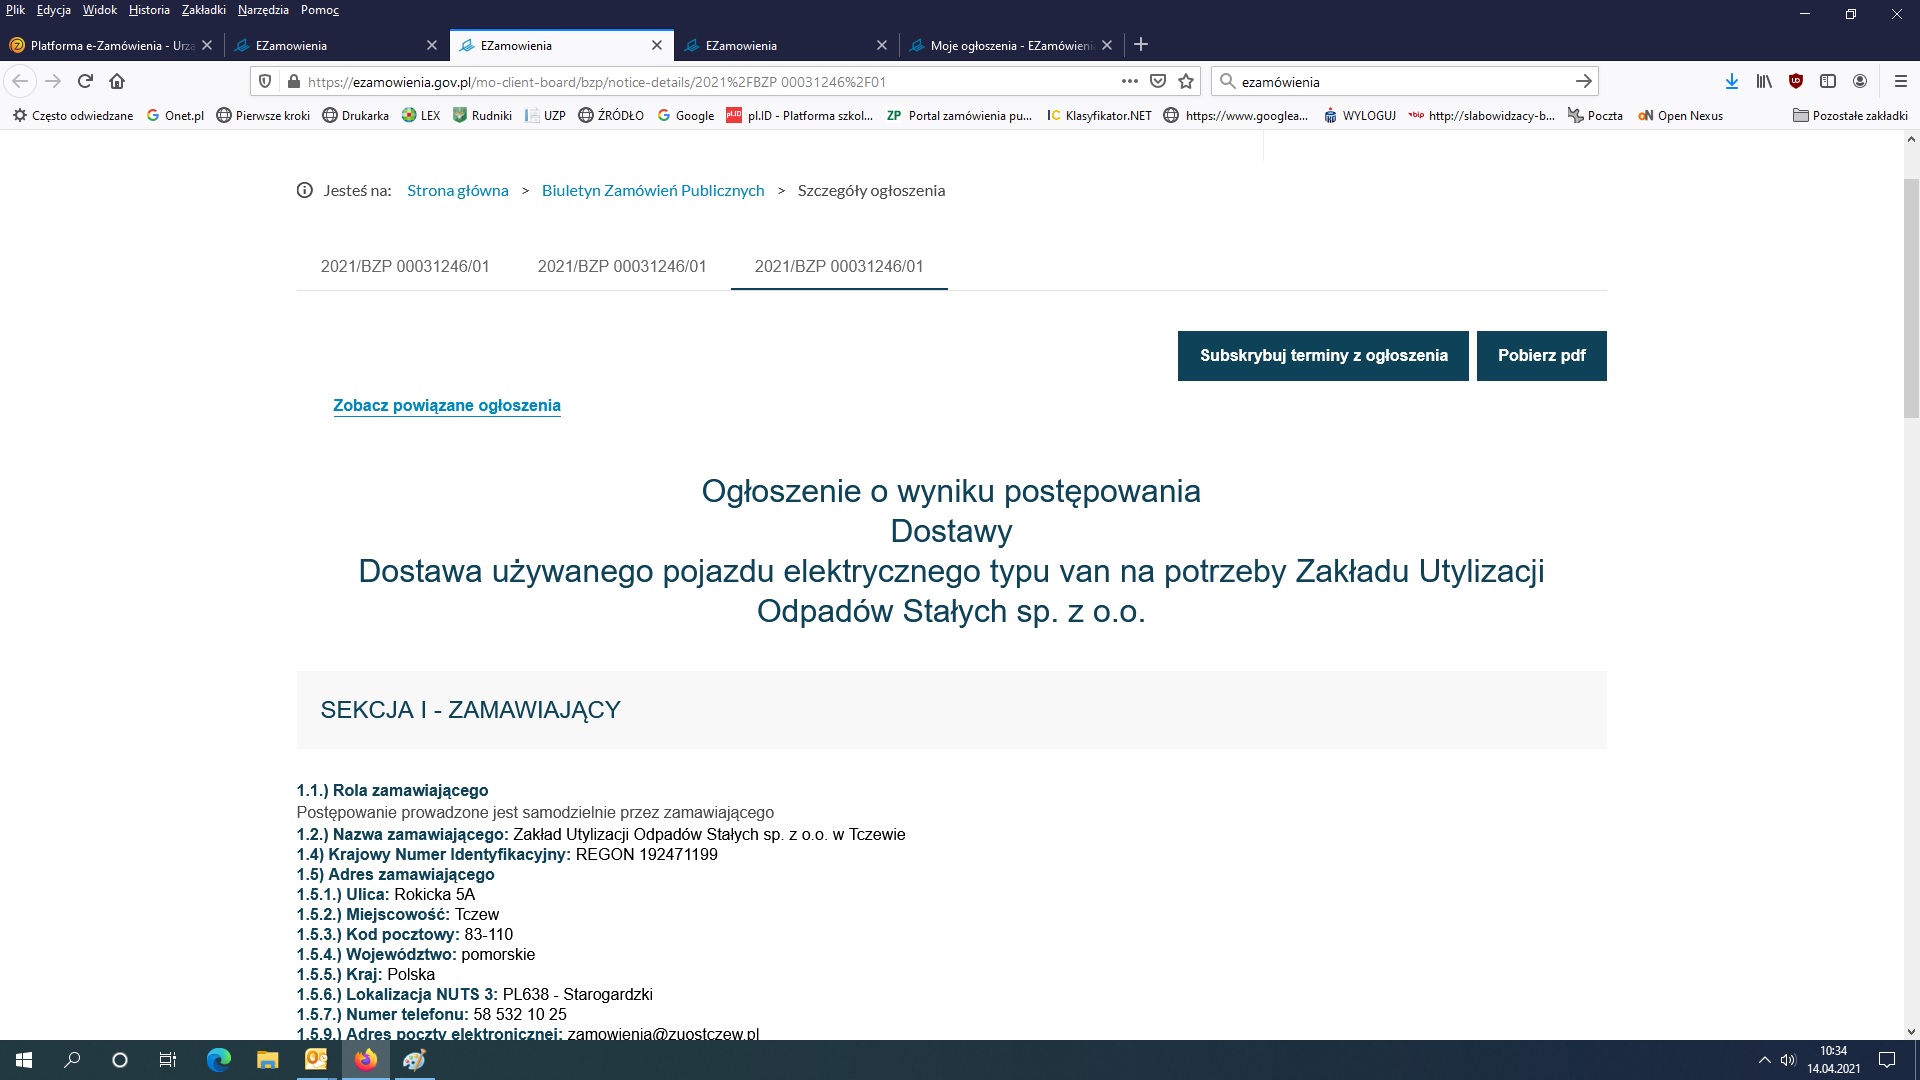 Plik Edycja Widok Historia Zakładki Narzędzia Pomoc
Platforma e-Zamówienia - Urzą
EZamowienia
EZamowienia
EZamowienia
Moje ogłoszenia - EZamówieni
https://ezamowienia.gov.pl/mo-client-board/bzp/notice-details/2021%2FBZP 00031246%2F01
ezamówienia
Często odwiedzane
Onet.pl
Pierwsze kroki
Drukarka
LEX
Rudniki
UZP
ŹRÓDŁO
Google
pl.ID - Platforma szkol...
ZP Portal zamówienia pu...
IC Klasyfikator.NET
https://www.googlea...
WYLOGUJ
http://slabowidzacy-b...
Poczta
oN Open Nexus
Pozostałe zakładki
Jesteś na: Strona główna > Biuletyn Zamówień Publicznych > Szczegóły ogłoszenia
2021/BZP 00031246/01 2021/BZP 00031246/01 2021/BZP 00031246/01
Subskrybuj terminy z ogłoszenia Pobierz pdf
Zobacz powiązane ogłoszenia
Ogłoszenie o wyniku postępowania
Dostawy
Dostawa używanego pojazdu elektrycznego typu van na potrzeby Zakładu Utylizacji
Odpadów Stałych sp. z o.o.
SEKCJA I - ZAMAWIAJĄCY
1.1.) Rola zamawiającego
Postępowanie prowadzone jest samodzielnie przez zamawiającego
1.2.) Nazwa zamawiającego: Zakład Utylizacji Odpadów Stałych sp. z o.o. w Tczewie
1.4) Krajowy Numer Identyfikacyjny: REGON 192471199
1.5) Adres zamawiającego
1.5.1.) Ulica: Rokicka 5A
1.5.2.) Miejscowość: Tczew
1.5.3.) Kod pocztowy: 83-110
1.5.4.) Województwo: pomorskie
1.5.5.) Kraj: Polska
1.5.6.) Lokalizacja NUTS 3: PL638 - Starogardzki
1.5.7.) Numer telefonu: 58 532 10 25
1.5.9.) Adres poczty elektronicznej: zamowienia@zuostczew.pl
10:34
14.04.2021